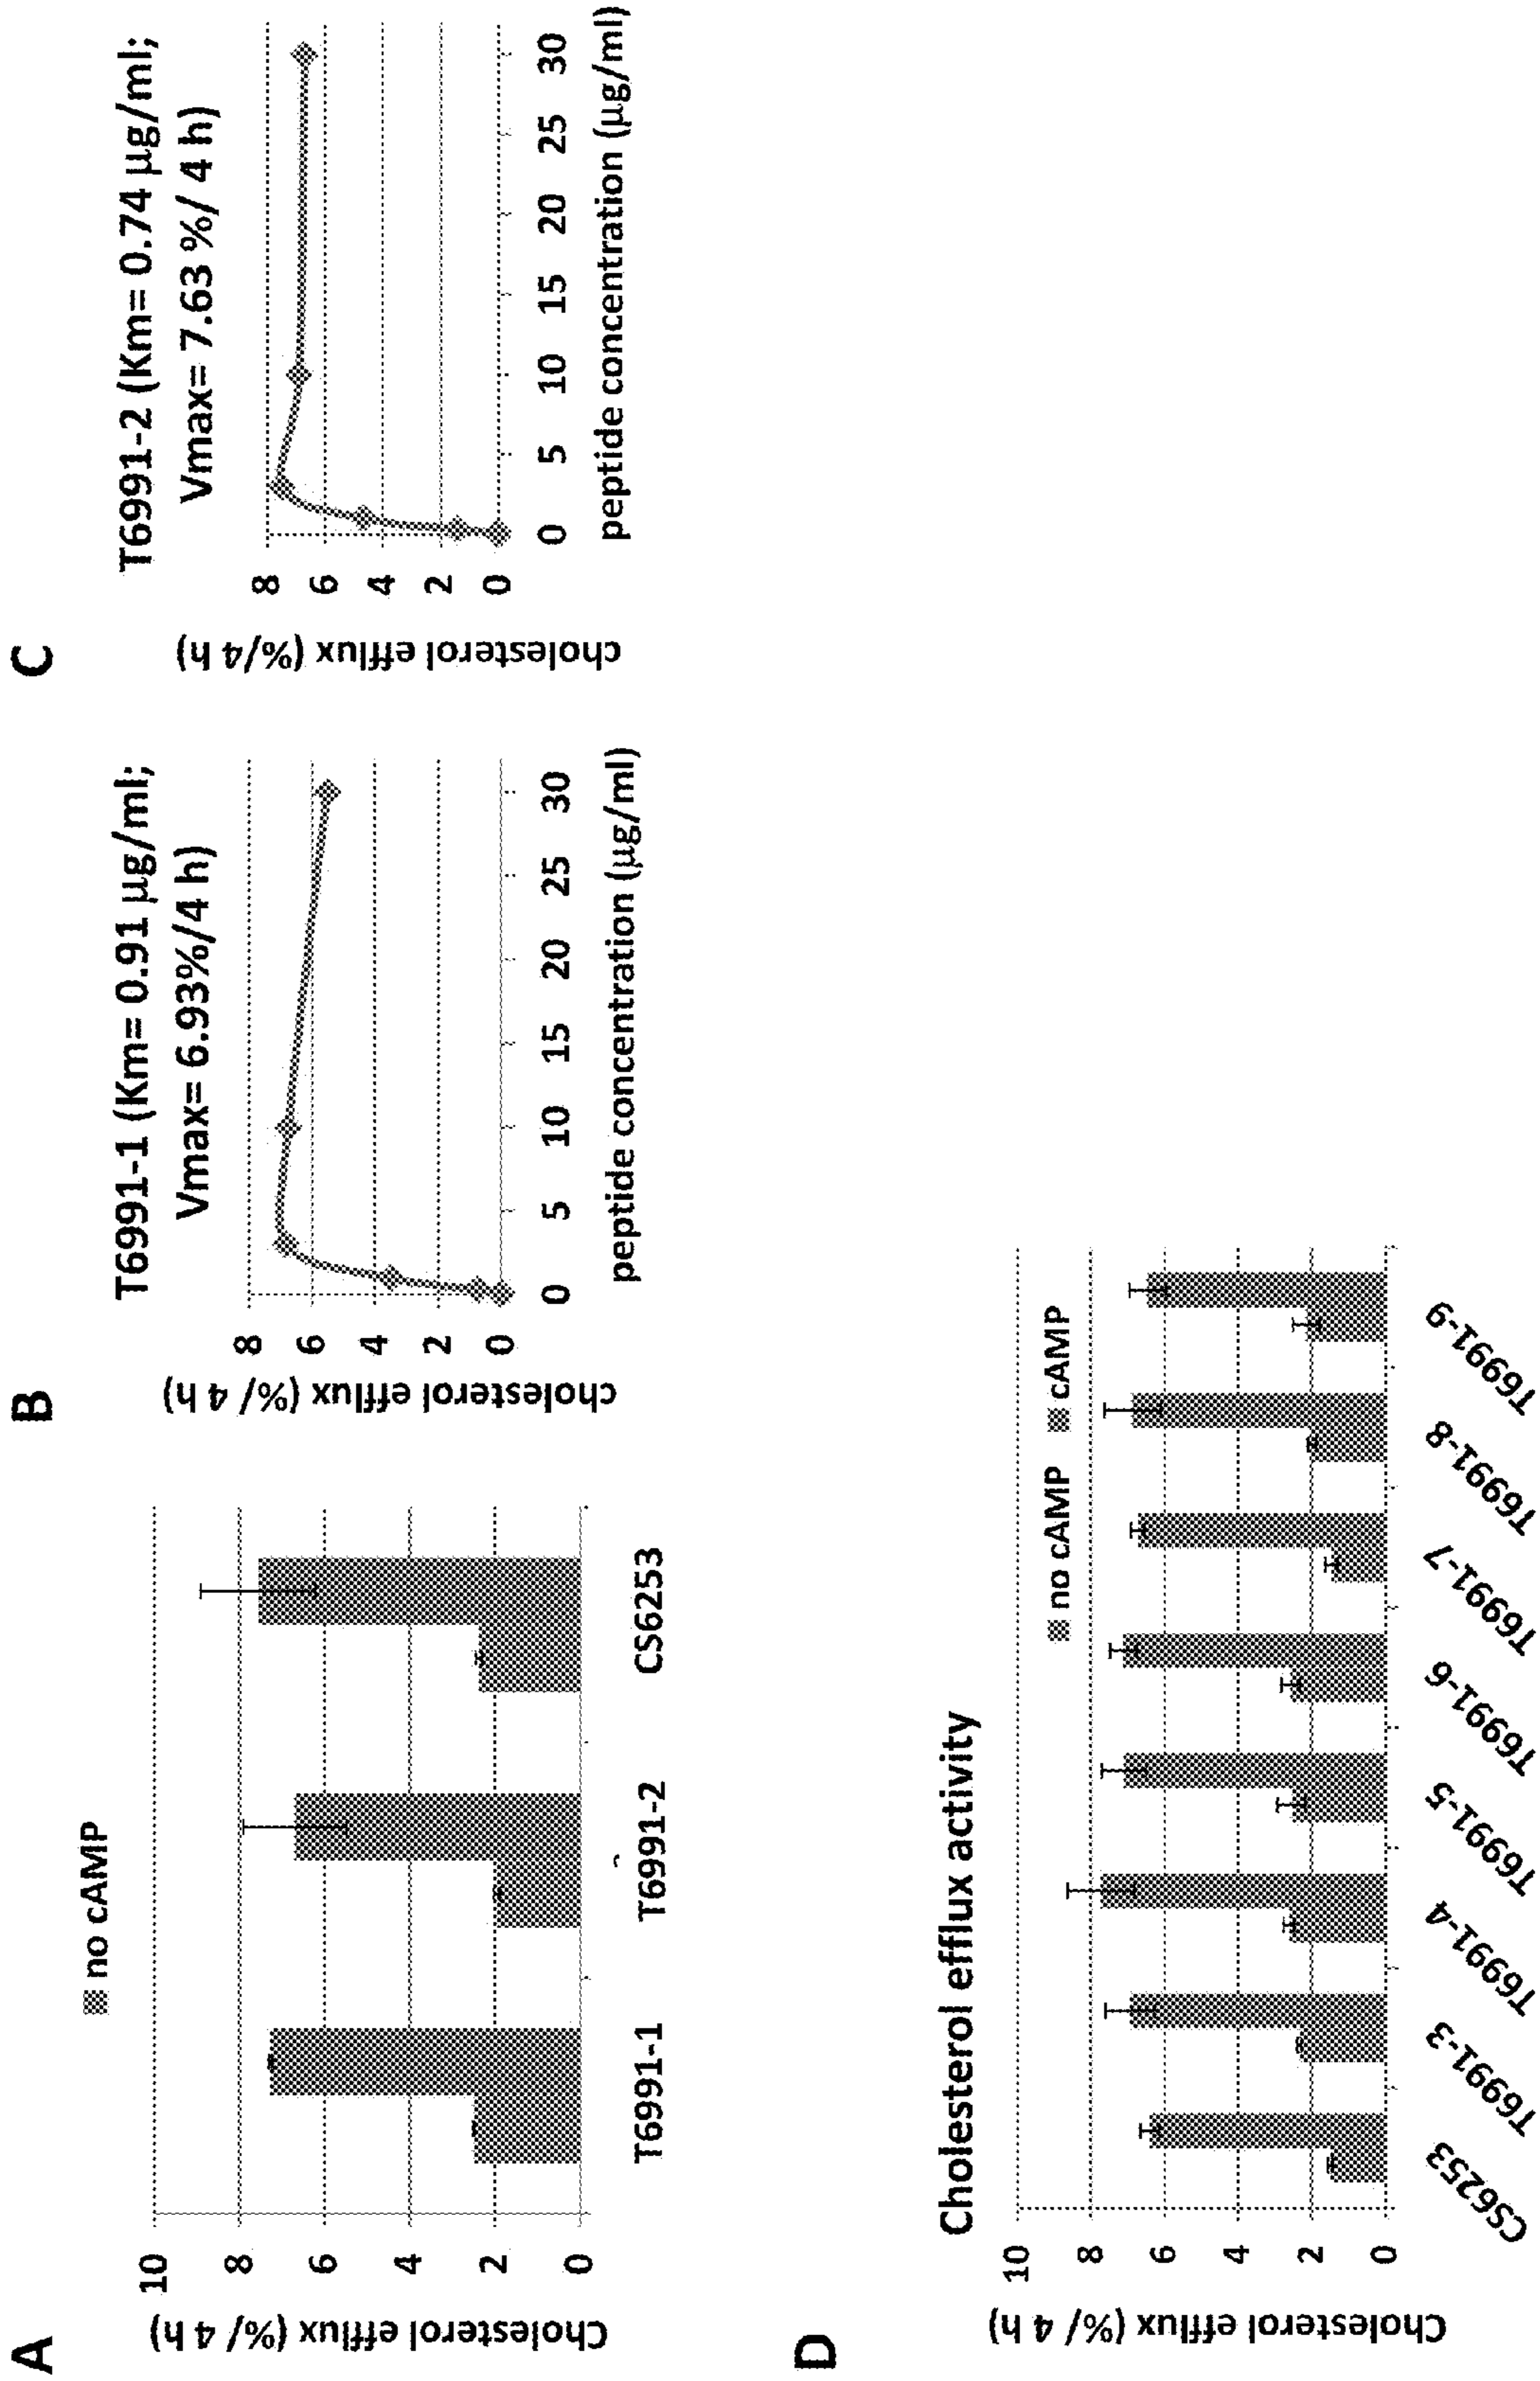 A
no cAMP
Cholesterol efflux (%/ 4 h)
10
8
6
4
2
0
T6991-1
T6991-2
CS6253
B
T6991-1 (Km= 0.91 µg/ml;
Vmax= 6.93%/4 h)
cholesterol efflux (%/ 4 h)
8
6
4
2
0
0 5 10 15 20 25 30
peptide concentration (µg/ml)
C
T6991-2 (Km= 0.74 µg/ml;
Vmax= 7.63 %/ 4 h)
cholesterol efflux (%/4 h)
8
6
4
2
0
0 5 10 15 20 25 30
peptide concentration (µg/ml)
D
Cholesterol efflux activity
no cAMP cAMP
Cholesterol efflux (%/ 4 h)
10
8
6
4
2
0
CS6253
T6991-3
T6991-4
T6991-5
T6991-6
T6991-7
T6991-8
T6991-9